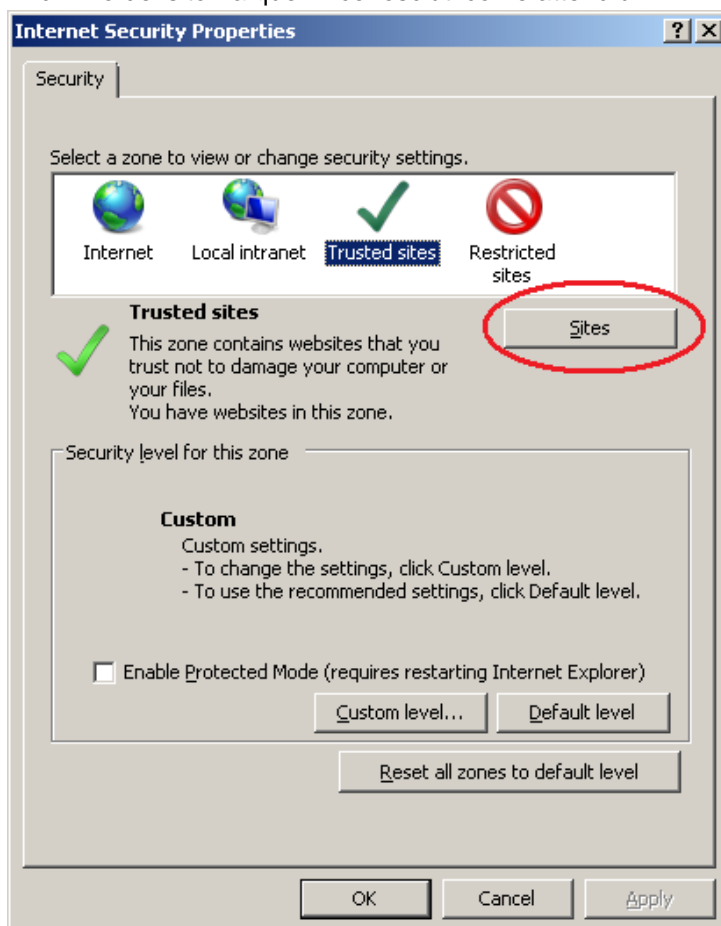 Internet Security Properties
Security
Select a zone to view or change security settings.
Internet
Local intranet
Trusted sites
Restricted sites
Trusted sites
Sites
This zone contains websites that you
trust not to damage your computer or
your files.
You have websites in this zone.
Security level for this zone
Custom
Custom settings.
- To change the settings, click Custom level.
- To use the recommended settings, click Default level.
Enable Protected Mode (requires restarting Internet Explorer)
Custom level...
Default level
Reset all zones to default level
OK
Cancel
Apply